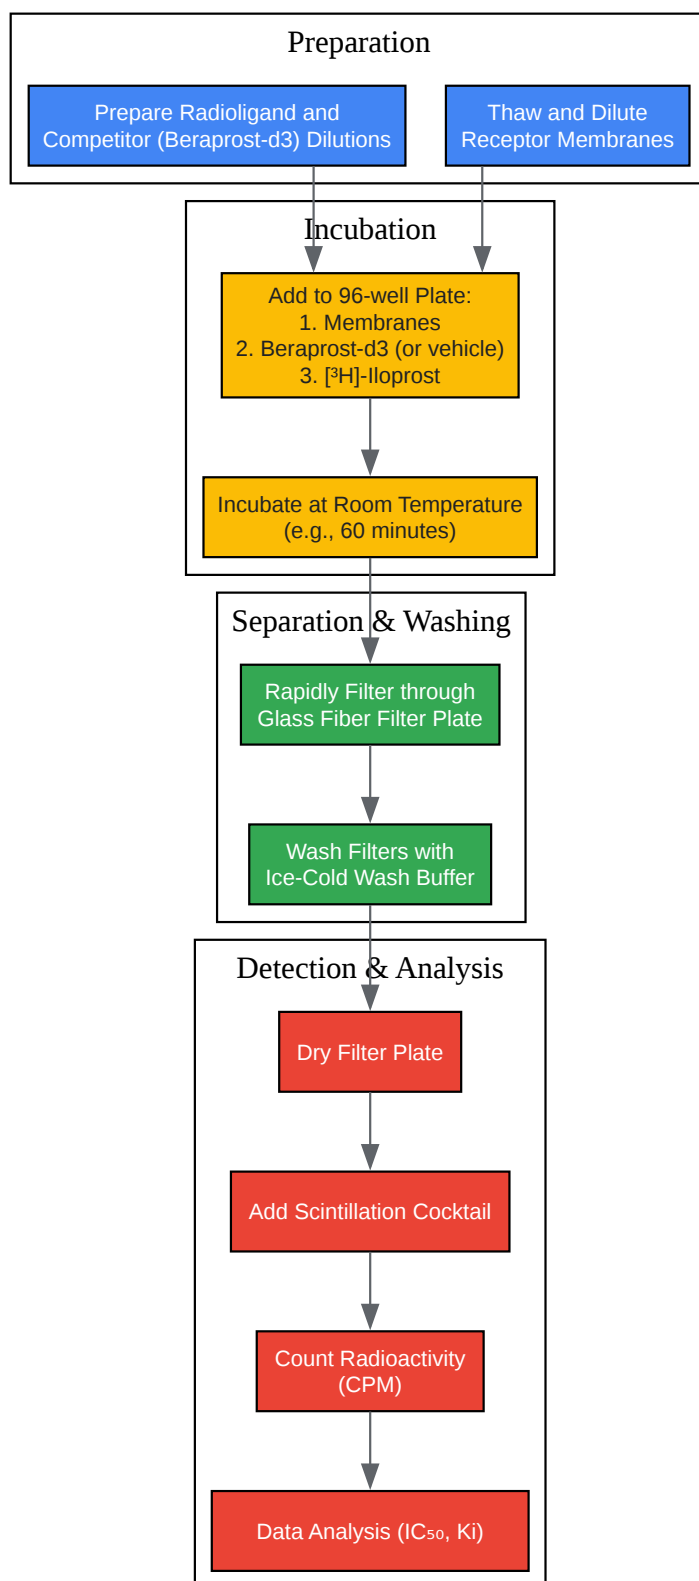 Preparation
Prepare Radioligand and
Competitor (Beraprost-d3) Dilutions
Thaw and Dilute
Receptor Membranes
Incubation
Add to 96-well Plate:
1. Membranes
2. Beraprost-d3 (or vehicle)
3. [³H]-Iloprost
Incubate at Room Temperature
(e.g., 60 minutes)
Separation & Washing
Rapidly Filter through
Glass Fiber Filter Plate
Wash Filters with
Ice-Cold Wash Buffer
Detection & Analysis
Dry Filter Plate
Add Scintillation Cocktail
Count Radioactivity
(CPM)
Data Analysis (IC₅₀, Ki)